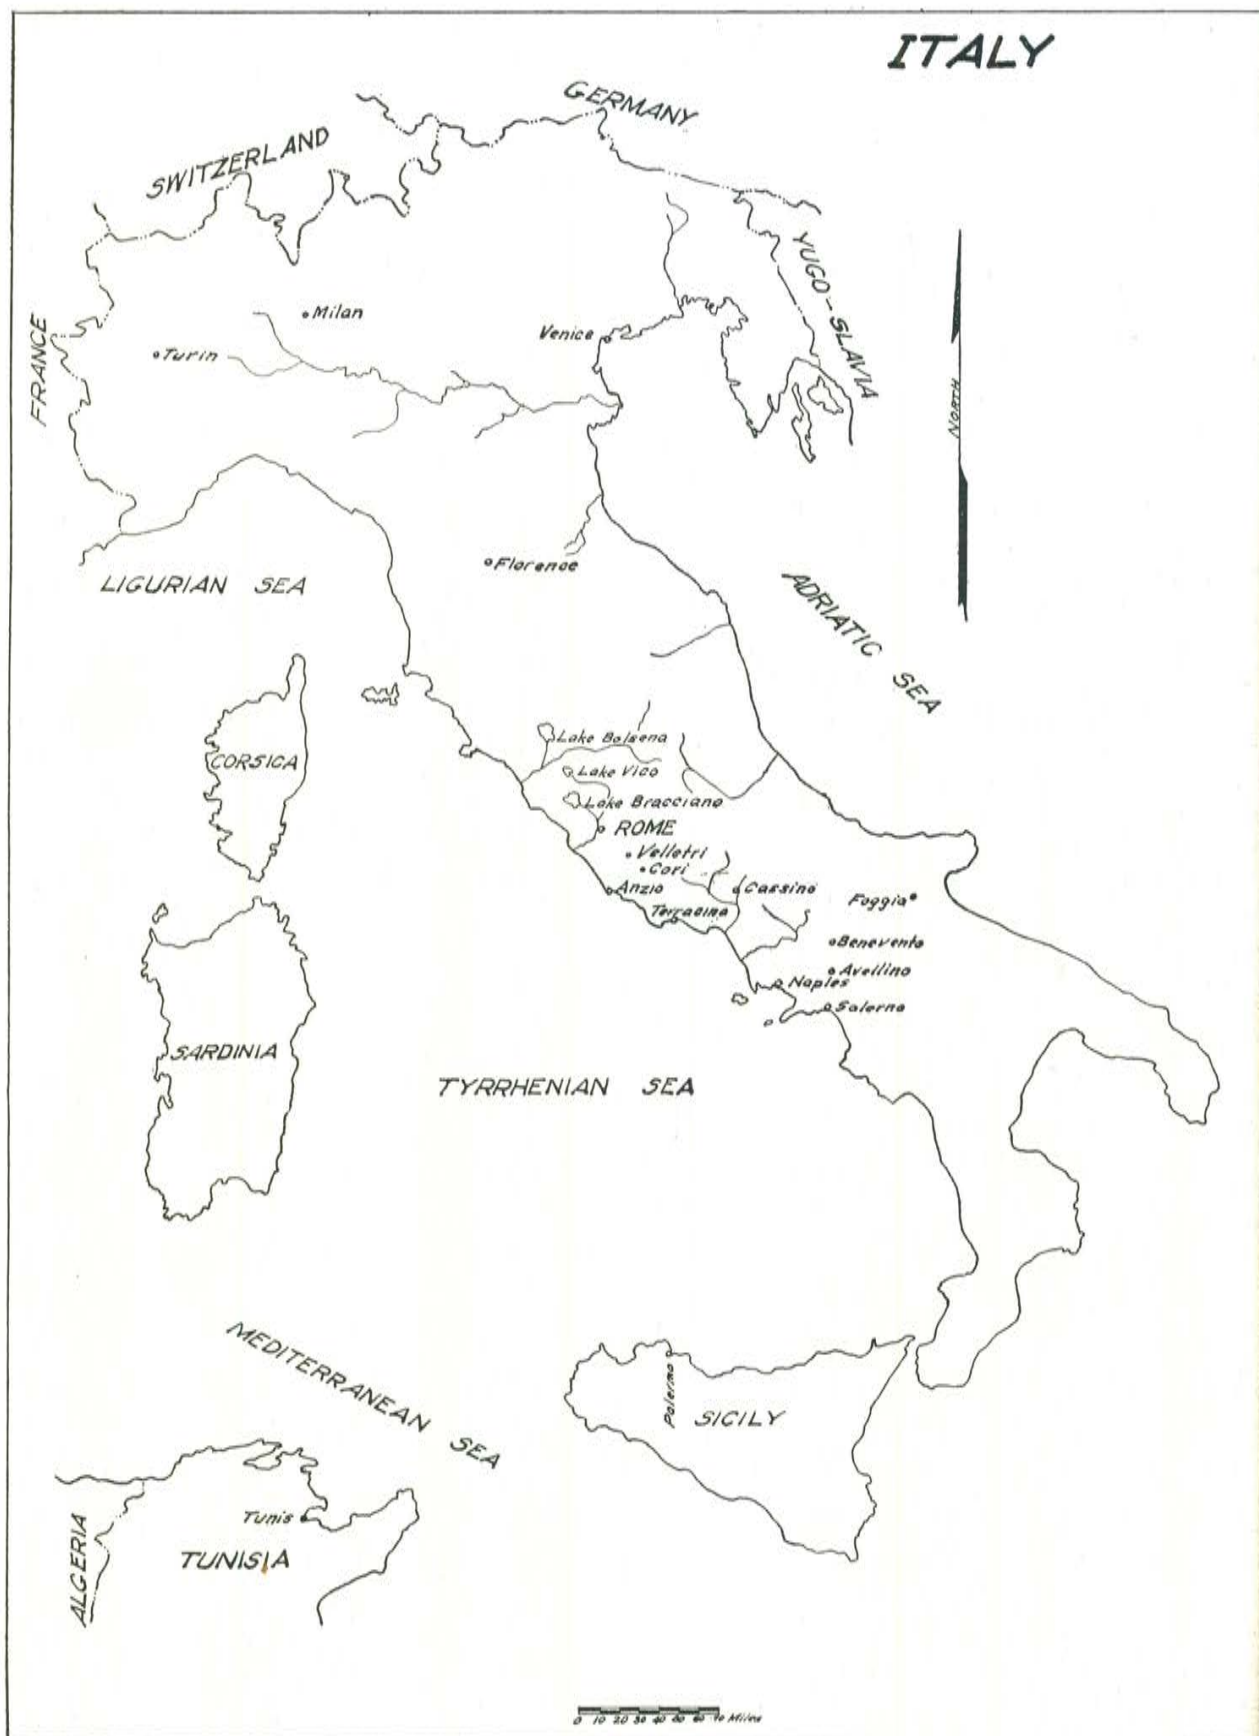 ITALY
GERMANY
SWITZERLAND
YUGO-SLAVIA
FRANCE
Milan
Venice
Turin
NORTH
Florence
LIGURIAN SEA
ADRIATIC SEA
CORSICA
Lake Bolsena
Lake Vico
Lake Bracciano
ROME
Velletri
Cori
Anzio
Cassino
Foggia
Terracina
Benevento
Avellino
Naples
Salerno
SARDINIA
TYRRHENIAN SEA
MEDITERRANEAN SEA
Palermo
SICILY
Tunis
TUNISIA
ALGERIA
0 10 20 30 40 50 60 70 Miles